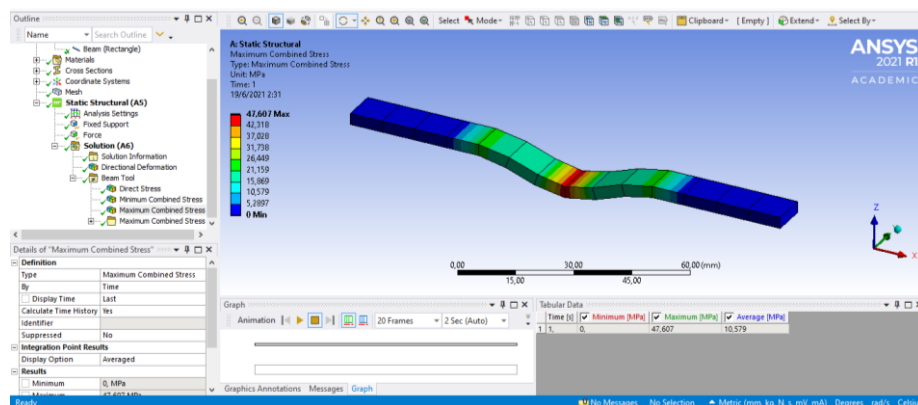 Outline
Name
Search Outline
Beam (Rectangle)
Materials
Cross Sections
Coordinate Systems
Mesh
Static Structural (A5)
Analysis Settings
Fixed Support
Force
Solution (A6)
Solution Information
Directional Deformation
Beam Tool
Direct Stress
Minimum Combined Stress
Maximum Combined Stress
Maximum Combined Stress
Details of "Maximum Combined Stress"
Definition
Type Maximum Combined Stress
By Time
Display Time Last
Calculate Time History Yes
Identifier
Suppressed No
Integration Point Results
Display Option Averaged
Results
Minimum 0, MPa
Maximum 47,607 MPa
Ready
Select Mode
Clipboard [ Empty ] Extend Select By
A: Static Structural
Maximum Combined Stress
Type: Maximum Combined Stress
Unit: MPa
Time: 1
19/6/2021 2:31
47,607 Max
42,318
37,028
31,738
26,449
21,159
15,869
10,579
5,2897
0 Min
ANSYS
2021 R1
ACADEMIC
Z
X
0,00 30,00 60,00 (mm)
15,00 45,00
Graph
Animation 20 Frames 2 Sec (Auto)
Graphics Annotations Messages Graph
Tabular Data
Time [s] Minimum [MPa] Maximum [MPa] Average [MPa]
1 1, 0, 47,607 10,579
No Messages No Selection Metric (mm, kg, N, s, mV, mA) Degrees rad/s Celsi